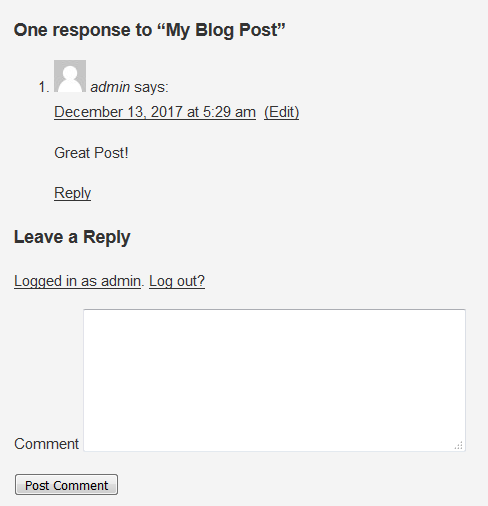 One response to “My Blog Post”
1. admin says:
December 13, 2017 at 5:29 am (Edit)
Great Post!
Reply
Leave a Reply
Logged in as admin. Log out?
Comment
Post Comment